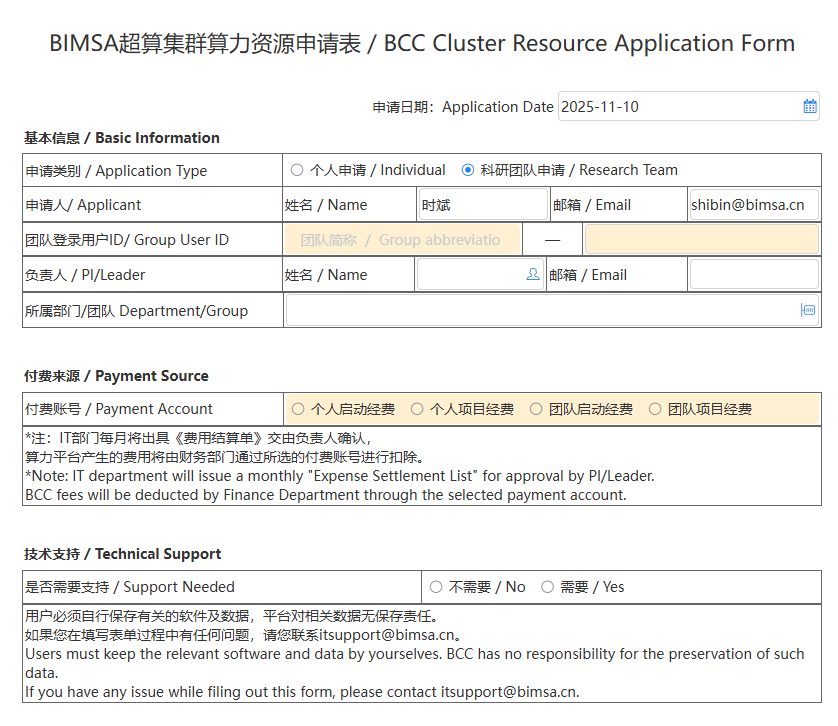 BIMSA超算集群算力资源申请表 / BCC Cluster Resource Application Form
申请日期: Application Date 2025-11-10
基本信息 / Basic Information
申请类别 / Application Type 个人申请 / Individual 科研团队申请 / Research Team
申请人/ Applicant 姓名 / Name 时斌 邮箱 / Email shibin@bimsa.cn
团队登录用户ID/ Group User ID 团队简称 / Group abbreviatio —
负责人 / PI/Leader 姓名 / Name 邮箱 / Email
所属部门/团队 Department/Group
付费来源 / Payment Source
付费账号 / Payment Account 个人启动经费 个人项目经费 团队启动经费 团队项目经费
*注：IT部门每月将出具《费用结算单》交由负责人确认，
算力平台产生的费用将由财务部门通过所选的付费账号进行扣除。
*Note: IT department will issue a monthly "Expense Settlement List" for approval by PI/Leader.
BCC fees will be deducted by Finance Department through the selected payment account.
技术支持 / Technical Support
是否需要支持 / Support Needed 不需要 / No 需要 / Yes
用户必须自行保存有关的软件及数据，平台对相关数据无保存责任。
如果您在填写表单过程中有任何问题，请您联系itsupport@bimsa.cn。
Users must keep the relevant software and data by yourselves. BCC has no responsibility for the preservation of such
data.
If you have any issue while filing out this form, please contact itsupport@bimsa.cn.